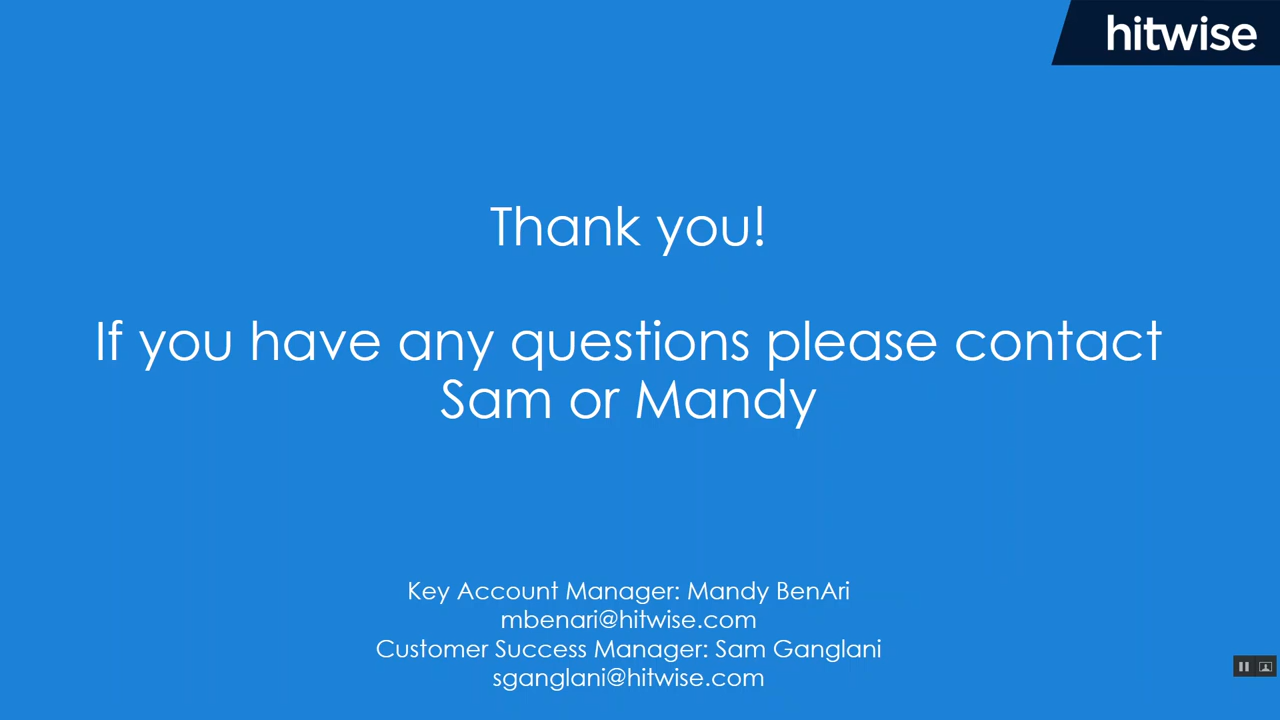 hitwise
Thank you!
If you have any questions please contact
Sam or Mandy
Key Account Manager: Mandy BenAri
mbenari@hitwise.com
Customer Success Manager: Sam Ganglani
sganglani@hitwise.com